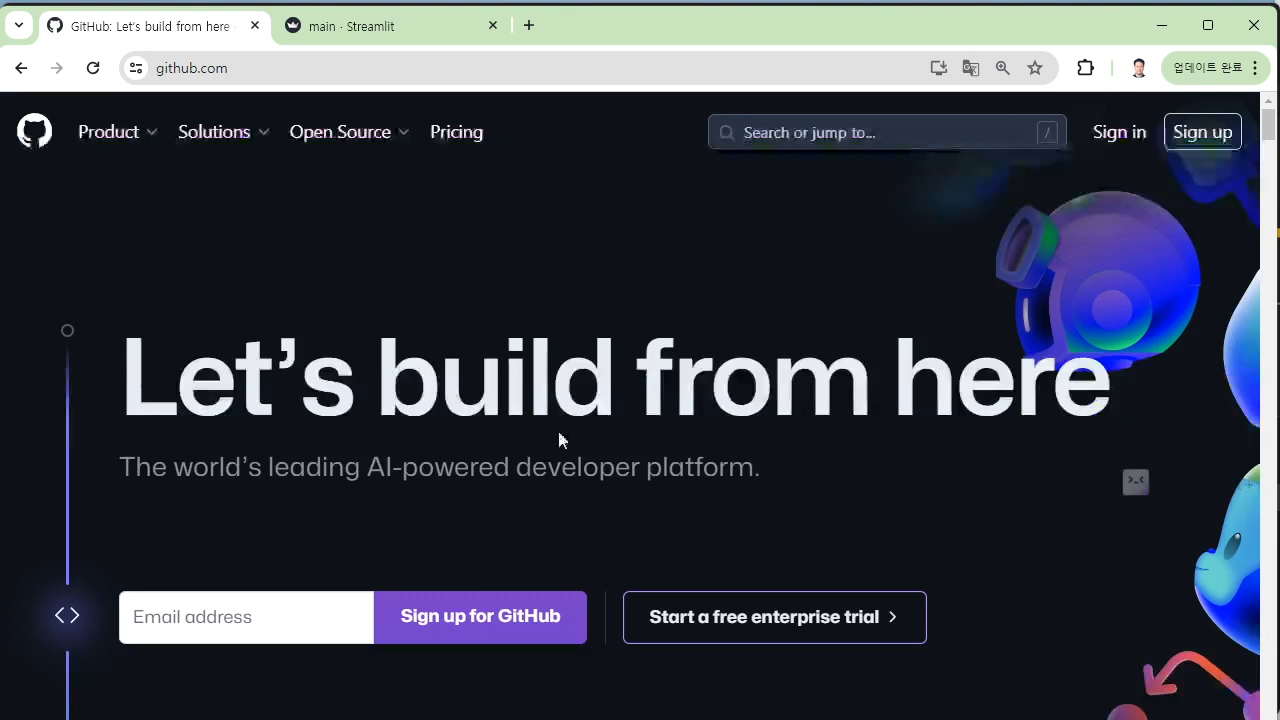 GitHub: Let's build from here
main · Streamlit
github.com
업데이트 완료
Product
Solutions
Open Source
Pricing
Search or jump to...
/
Sign in
Sign up
Let's build from here
The world's leading AI-powered developer platform.
Email address
Sign up for GitHub
Start a free enterprise trial